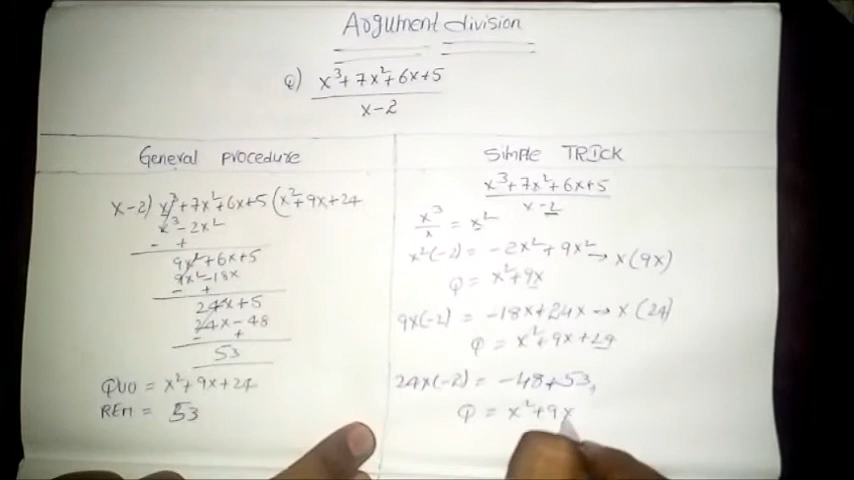 Argument division
Q) x³+7x²+6x+5
x-2
General procedure
x-2) x³+7x²+6x+5 (x²+9x+24
x³-2x²
- +
9x²+6x+5
9x²-18x
- +
24x+5
24x-48
- +
53
QUO = x²+9x+24
REM = 53
Simple TRICK
x³+7x²+6x+5
x-2
x³/x = x²
x²(-2) = -2x²+9x² → x(9x)
Q = x²+9x
9x(-2) = -18x+24x → x(24)
Q = x²+9x+24
24x(-2) = -48+53,
Q = x²+9x